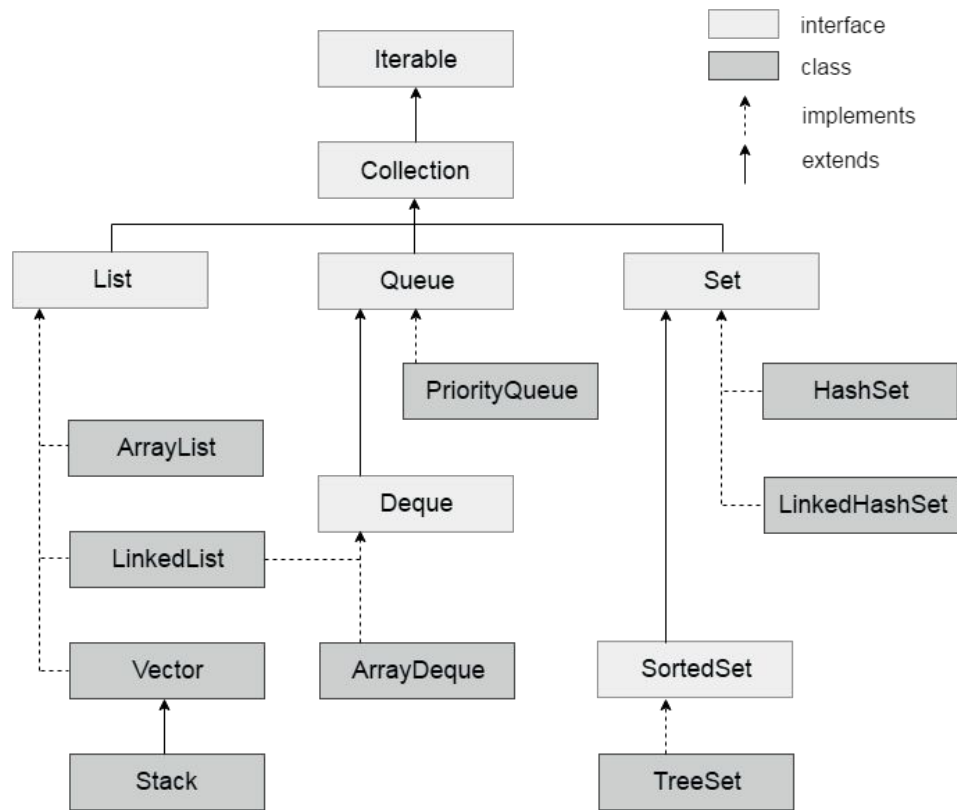 interface
Iterable
class
implements
Collection
extends
List
Queue
Set
PriorityQueue
HashSet
ArrayList
Deque
LinkedHashSet
LinkedList
Vector
ArrayDeque
SortedSet
Stack
TreeSet